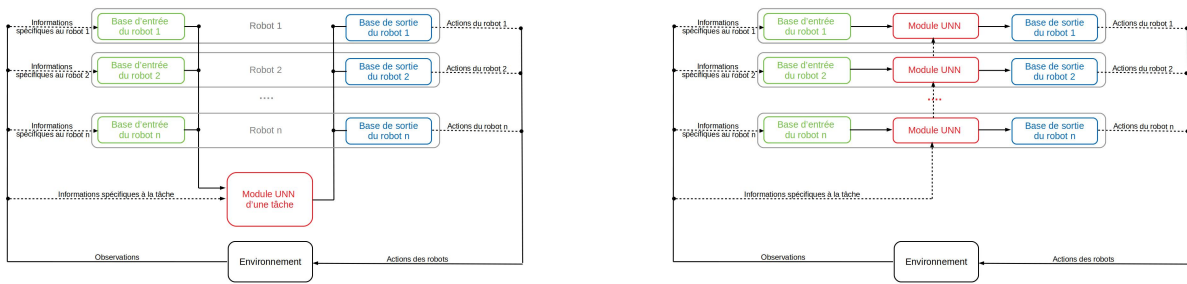 Informations
spécifiques au robot 1
Base d'entrée
du robot 1
Robot 1
Base de sortie
du robot 1
Actions du robot 1
Informations
spécifiques au robot 2
Base d'entrée
du robot 2
Robot 2
Base de sortie
du robot 2
Actions du robot 2
....
Informations
spécifiques au robot n
Base d'entrée
du robot n
Robot n
Base de sortie
du robot n
Actions du robot n
Informations spécifiques à la tâche
Module UNN
d'une tâche
Observations
Environnement
Actions des robots
Informations
spécifiques au robot 1
Base d'entrée
du robot 1
Module UNN
Base de sortie
du robot 1
Actions du robot 1
Informations
spécifiques au robot 2
Base d'entrée
du robot 2
Module UNN
Base de sortie
du robot 2
Actions du robot 2
....
Informations
spécifiques au robot n
Base d'entrée
du robot n
Module UNN
Base de sortie
du robot n
Actions du robot n
Informations spécifiques à la tâche
Observations
Environnement
Actions des robots